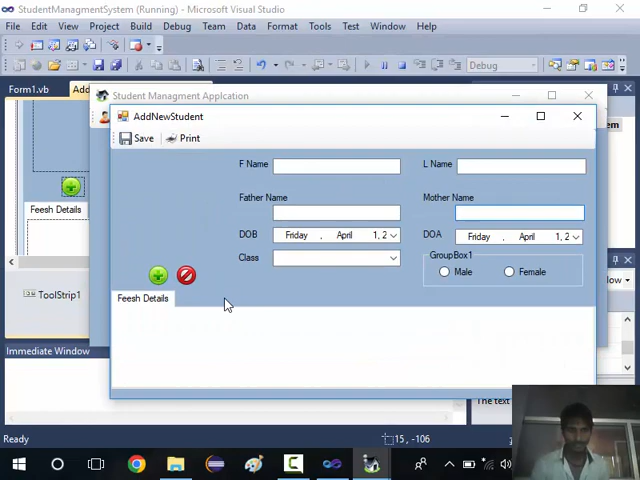 StudentManagmentSystem (Running) - Microsoft Visual Studio
File Edit View Project Build Debug Team Data Format Tools Test Window Help
Debug
Form1.vb
Student Managment Applcation
AddNewStudent
Save Print
F Name L Name
Father Name Mother Name
DOB Friday , April 1, 2 DOA Friday , April 1, 2
Class GroupBox1
Male Female
Feesh Details
Feesh Details
ToolStrip1
Immediate Window
The text
Ready 15, -106